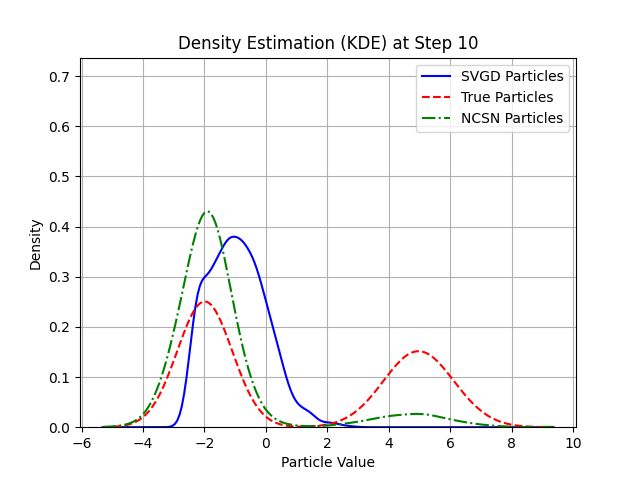 Density Estimation (KDE) at Step 10
SVGD Particles
True Particles
NCSN Particles
Density
0.7
0.6
0.5
0.4
0.3
0.2
0.1
0.0
−6 −4 −2 0 2 4 6 8 10
Particle Value